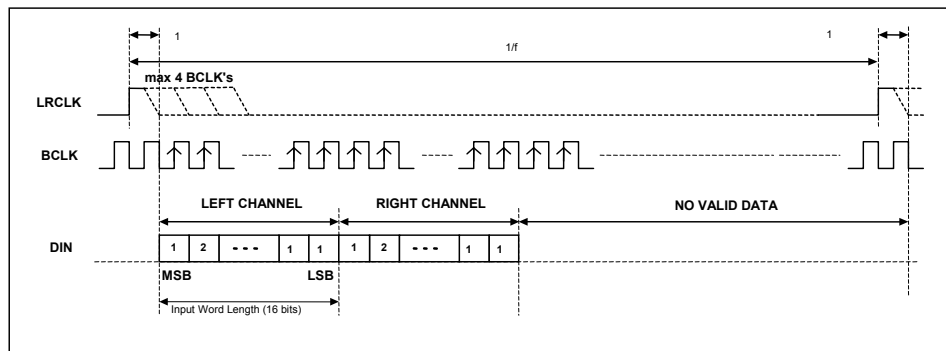 1
1/f
1
max 4 BCLK's
LRCLK
BCLK
LEFT CHANNEL
RIGHT CHANNEL
NO VALID DATA
DIN
1 2 - - - 1 1 1 2 - - - 1 1
MSB
LSB
Input Word Length (16 bits)